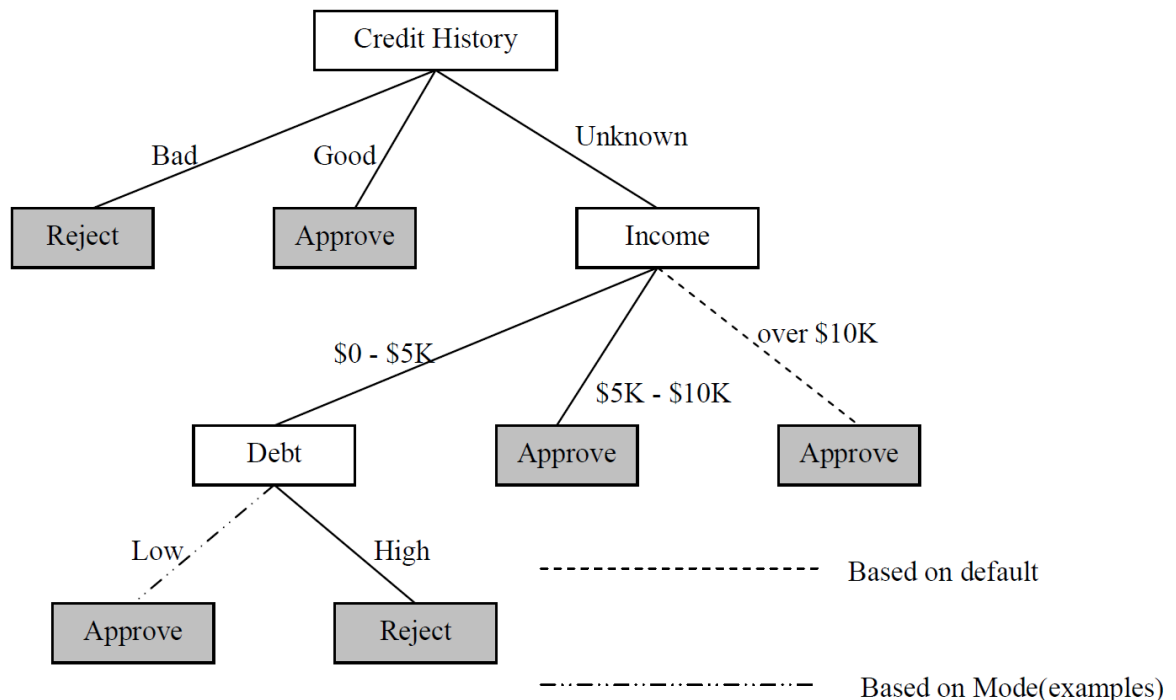 Credit History
Bad
Good
Unknown
Reject
Approve
Income
$0 - $5K
$5K - $10K
over $10K
Debt
Approve
Approve
Low
High
Approve
Reject
Based on default
Based on Mode(examples)